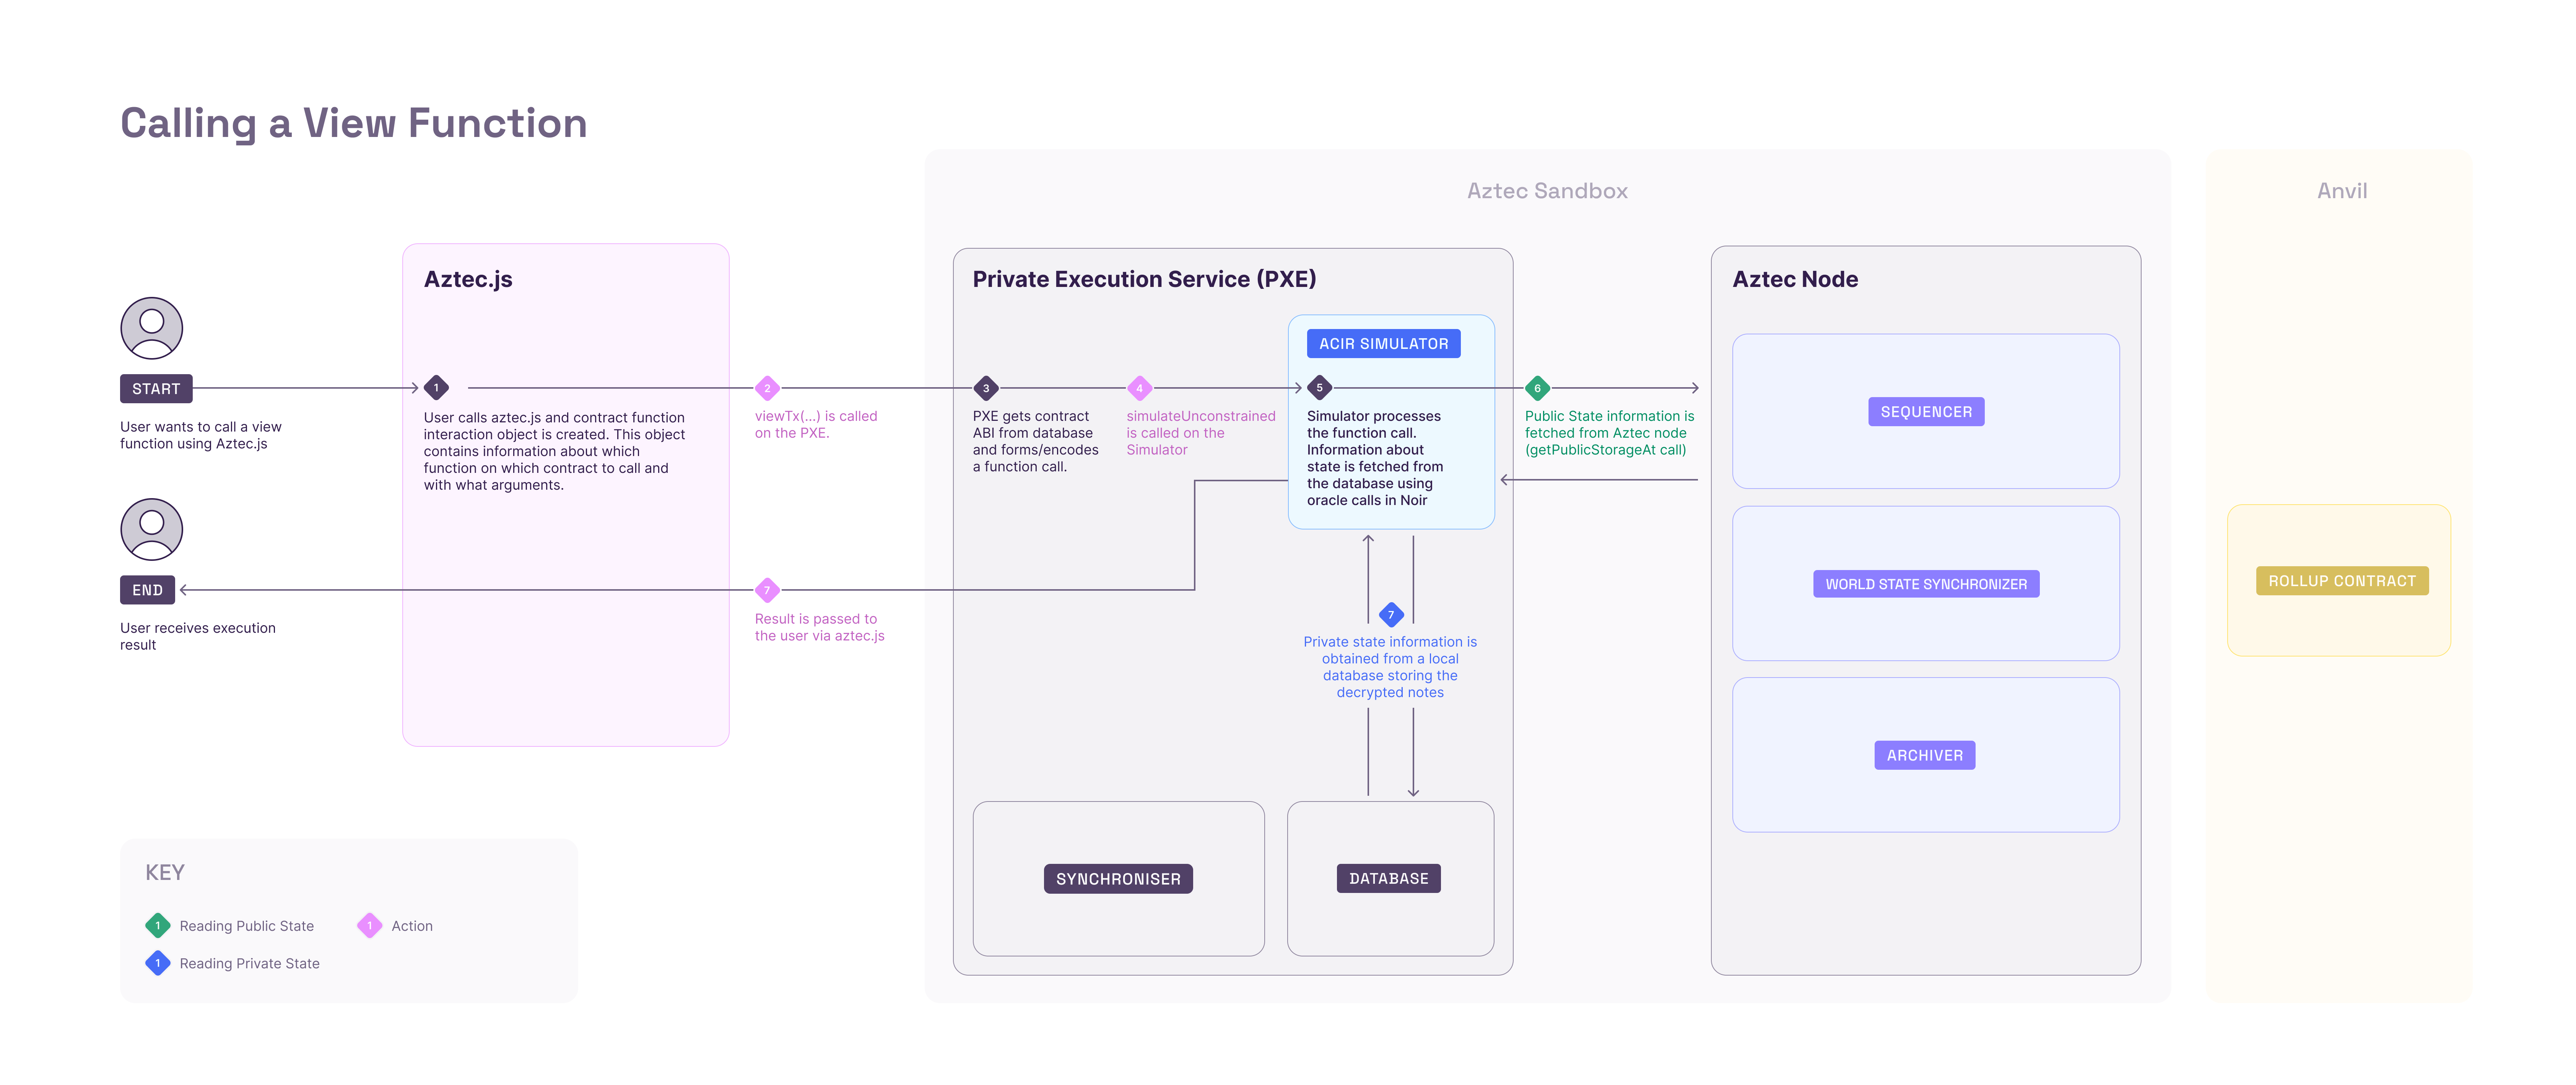 Calling a View Function
Aztec Sandbox
Anvil
Aztec.js
Private Execution Service (PXE)
Aztec Node
START
User wants to call a view
function using Aztec.js
1
User calls aztec.js and contract function
interaction object is created. This object
contains information about which
function on which contract to call and
with what arguments.
2
viewTx(...) is called
on the PXE.
3
PXE gets contract
ABI from database
and forms/encodes
a function call.
4
simulateUnconstrained
is called on the
Simulator
ACIR SIMULATOR
5
Simulator processes
the function call.
Information about
state is fetched from
the database using
oracle calls in Noir
6
Public State information is
fetched from Aztec node
(getPublicStorageAt call)
SEQUENCER
WORLD STATE SYNCHRONIZER
ARCHIVER
ROLLUP CONTRACT
END
User receives execution
result
7
Result is passed to
the user via aztec.js
7
Private state information is
obtained from a local
database storing the
decrypted notes
SYNCHRONISER
DATABASE
KEY
1 Reading Public State
1 Action
1 Reading Private State